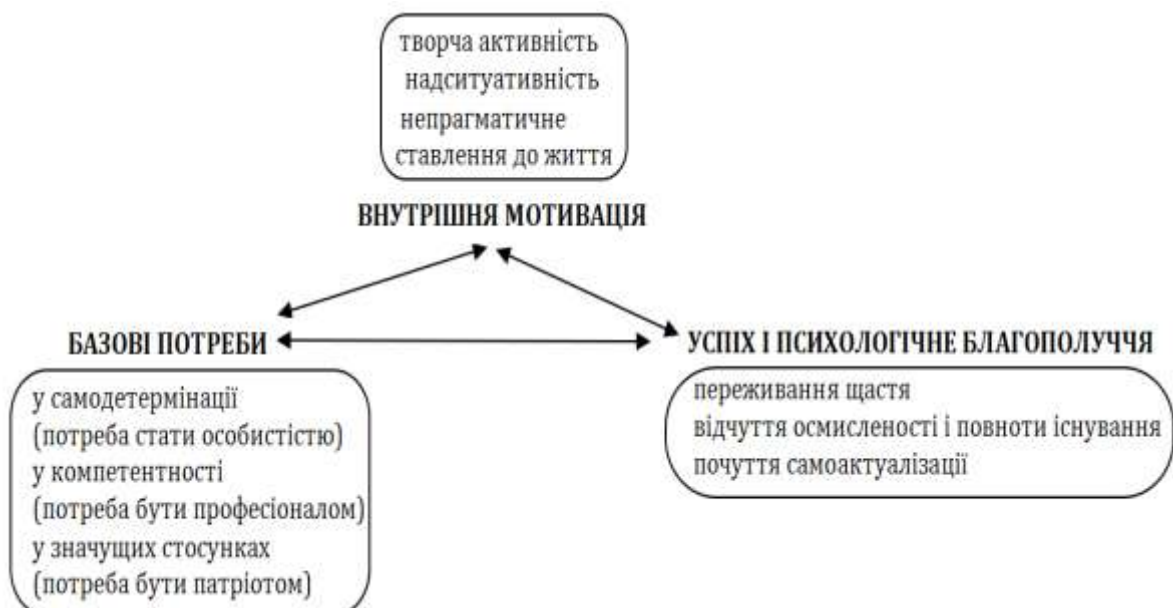 творча активність
надситуативність
непрагматичне
ставлення до життя
ВНУТРІШНЯ МОТИВАЦІЯ
БАЗОВІ ПОТРЕБИ
у самодетермінації
(потреба стати особистістю)
у компетентності
(потреба бути професіоналом)
у значущих стосунках
(потреба бути патріотом)
УСПІХ І ПСИХОЛОГІЧНЕ БЛАГОПОЛУЧЧЯ
переживання щастя
відчуття осмисленості і повноти існування
почуття самоактуалізації